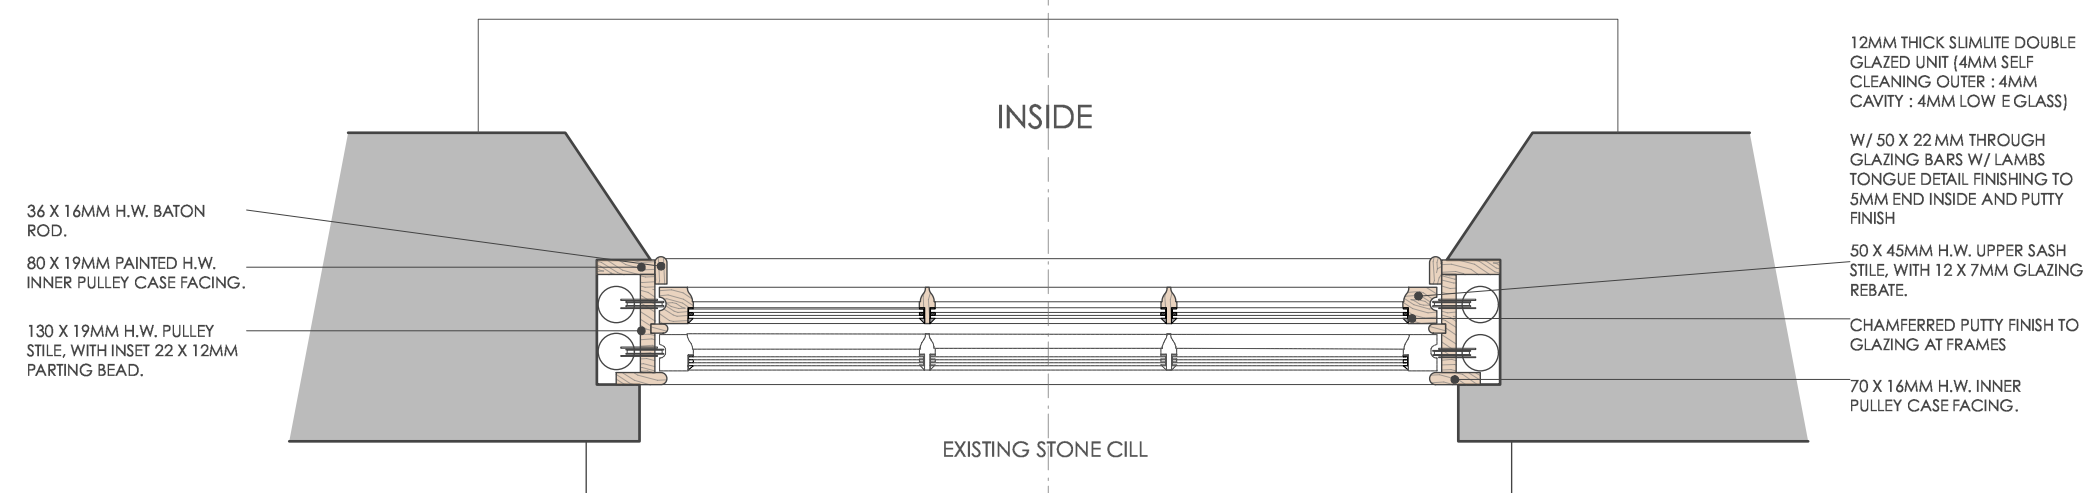 INSIDE
36 X 16MM H.W. BATON
ROD.
80 X 19MM PAINTED H.W.
INNER PULLEY CASE FACING.
130 X 19MM H.W. PULLEY
STILE, WITH INSET 22 X 12MM
PARTING BEAD.
EXISTING STONE CILL
12MM THICK SLIMLITE DOUBLE
GLAZED UNIT (4MM SELF
CLEANING OUTER : 4MM
CAVITY : 4MM LOW E GLASS)
W/ 50 X 22 MM THROUGH
GLAZING BARS W/ LAMBS
TONGUE DETAIL FINISHING TO
5MM END INSIDE AND PUTTY
FINISH
50 X 45MM H.W. UPPER SASH
STILE, WITH 12 X 7MM GLAZING
REBATE.
CHAMFERRED PUTTY FINISH TO
GLAZING AT FRAMES
70 X 16MM H.W. INNER
PULLEY CASE FACING.